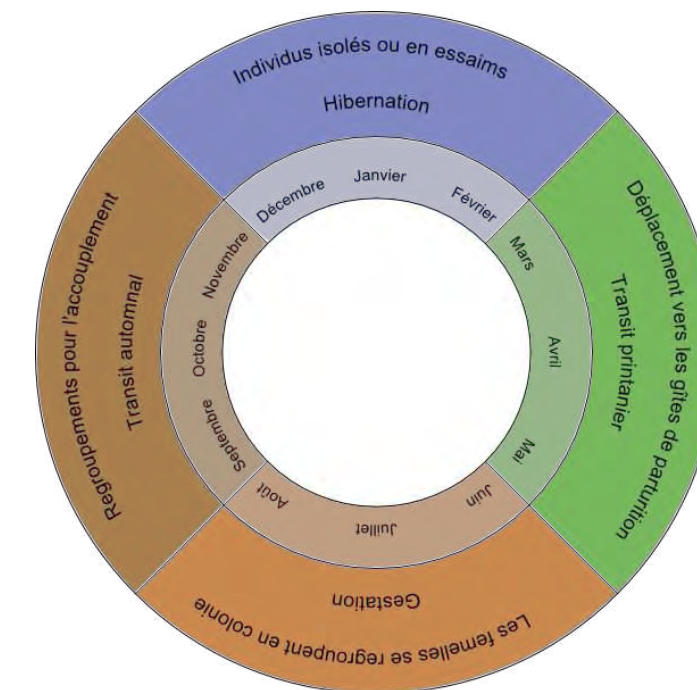 Individus isolés ou en essaims
Hibernation
Décembre
Janvier
Février
Déplacement vers les gîtes de parturition
Transit printanier
Mars
Avril
Mai
Les femelles se regroupent en colonie
Gestation
Juin
Juillet
Août
Regroupements pour l'accouplement
Transit automnal
Septembre
Octobre
Novembre